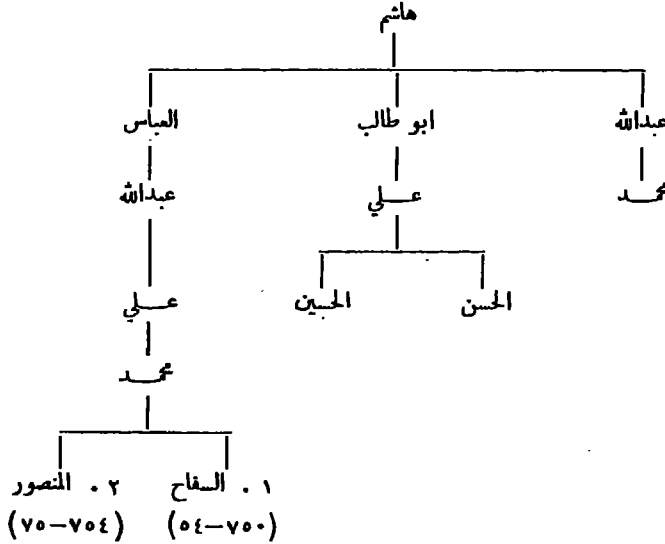 هاشم
عبدالله ابو طالب العباس
محمد علي عبدالله
الحسن الحسين علي
محمد
١ . السفاح ٢ . المنصور
(٧٥٠–٥٤) (٧٥٤–٧٥)